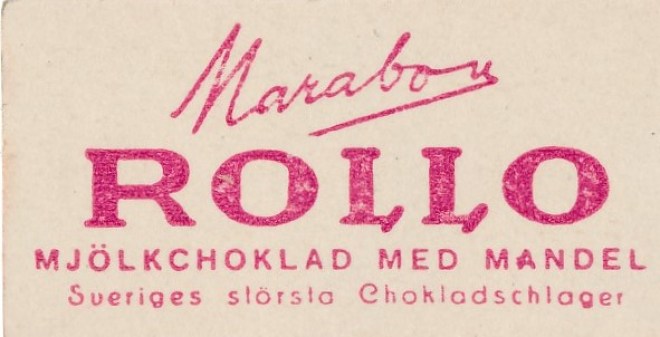 Marabou
ROLLO
MJÖLKCHOKLAD MED MANDEL
Sveriges största Chokladschlager